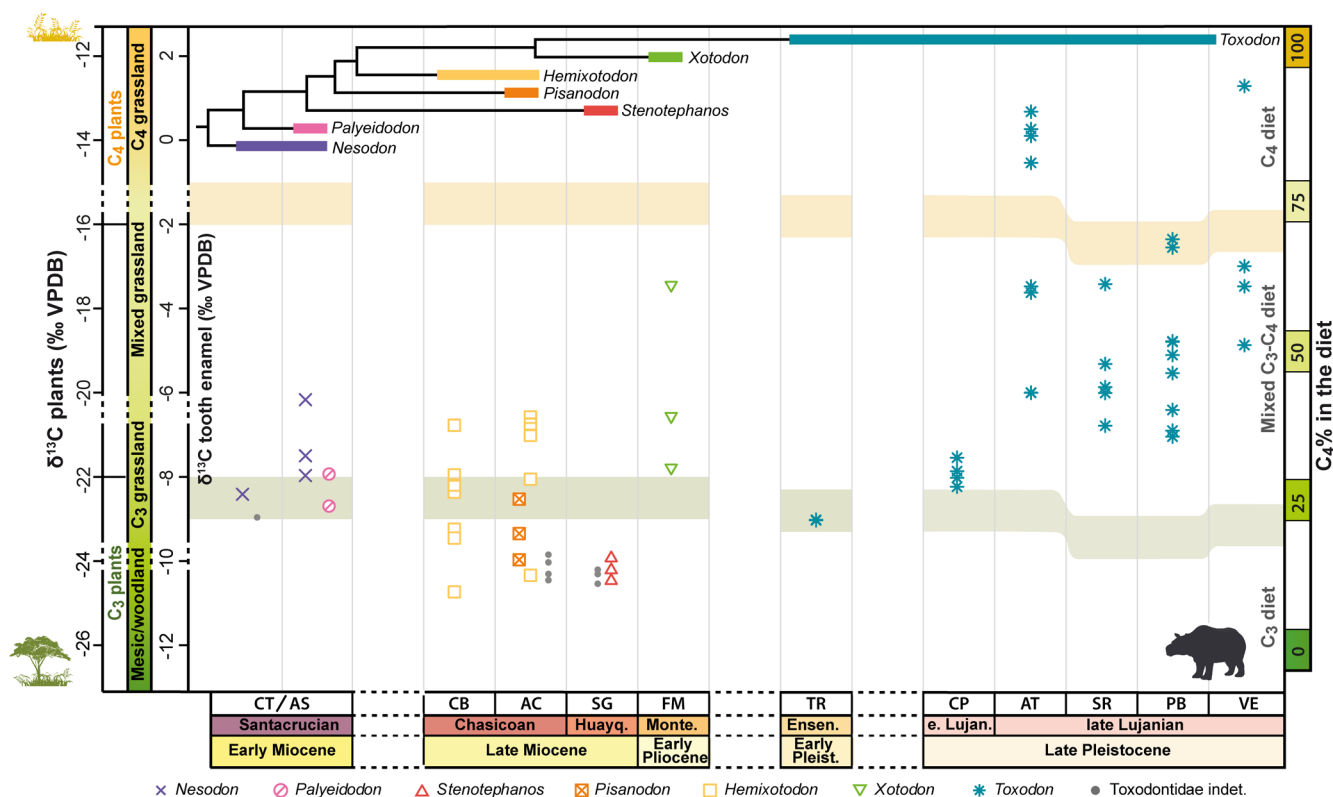 δ¹³C plants (‰ VPDB)
-12
-14
-16
-18
-20
-22
-24
-26
C₄ plants
C₃ plants
C4 grassland
Mixed grassland
C3 grassland
Mesic/woodland
δ¹³C tooth enamel (‰ VPDB)
2
0
-2
-4
-6
-8
-10
-12
Toxodon
Xotodon
Hemixotodon
Pisanodon
Stenotephanos
Palyeidodon
Nesodon
C₄ diet
Mixed C₃-C₄ diet
C₃ diet
100
75
50
25
0
C₄% in the diet
CT/AS CB AC SG FM TR CP AT SR PB VE
Santacrucian Chasicoan Huayq. Monte. Ensen. e. Lujan. late Lujanian
Early Miocene Late Miocene Early Pliocene Early Pleist. Late Pleistocene
Nesodon Palyeidodon Stenotephanos Pisanodon Hemixotodon Xotodon Toxodon Toxodontidae indet.